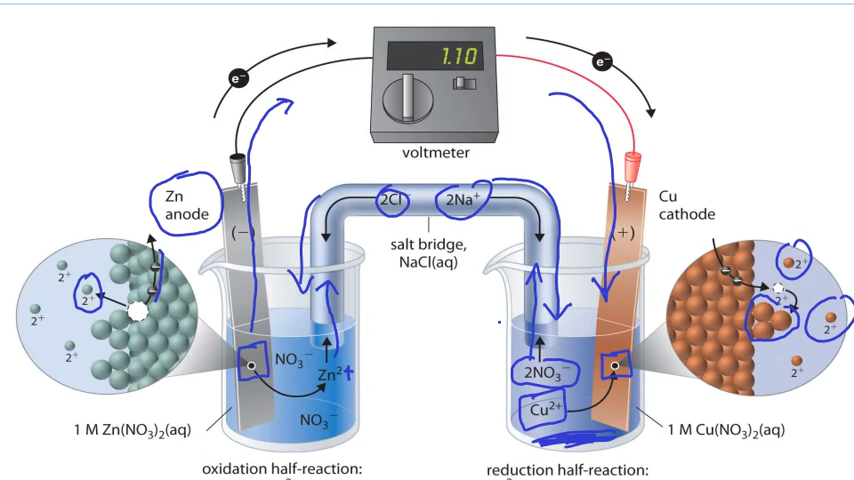 1.10
e⁻
e⁻
voltmeter
Zn
anode
2Cl⁻
2Na⁺
Cu
cathode
(−)
(+)
salt bridge,
NaCl(aq)
2+
2+
2+
2+
2+
2+
2+
2+
NO₃⁻
Zn²⁺
NO₃⁻
2NO₃⁻
Cu²⁺
1 M Zn(NO₃)₂(aq)
1 M Cu(NO₃)₂(aq)
oxidation half-reaction:
reduction half-reaction: